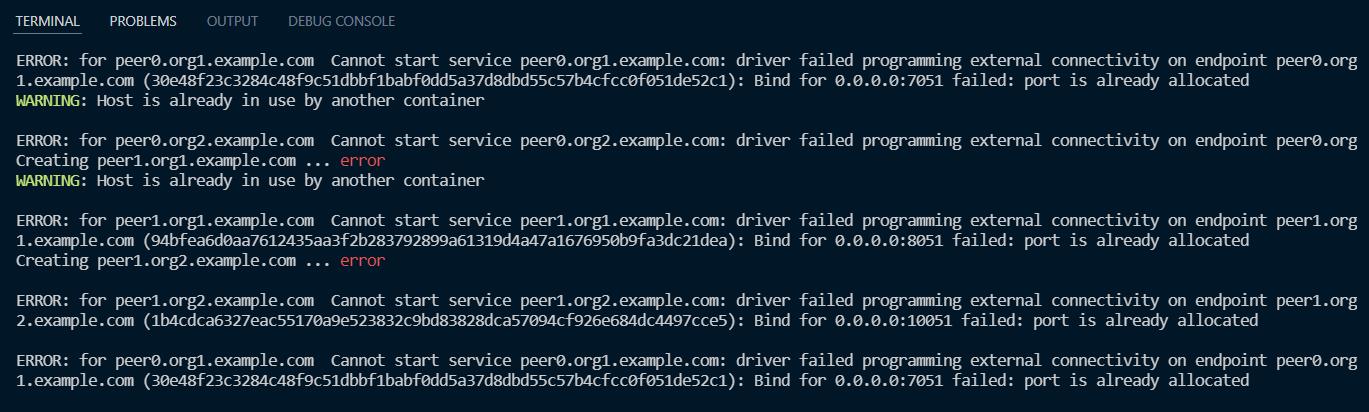 TERMINAL PROBLEMS OUTPUT DEBUG CONSOLE
ERROR: for peer0.org1.example.com  Cannot start service peer0.org1.example.com: driver failed programming external connectivity on endpoint peer0.org
1.example.com (30e48f23c3284c48f9c51dbbf1babf0dd5a37d8dbd55c57b4cfcc0f051de52c1): Bind for 0.0.0.0:7051 failed: port is already allocated
WARNING: Host is already in use by another container
ERROR: for peer0.org2.example.com  Cannot start service peer0.org2.example.com: driver failed programming external connectivity on endpoint peer0.org
Creating peer1.org1.example.com ... error
WARNING: Host is already in use by another container
ERROR: for peer1.org1.example.com  Cannot start service peer1.org1.example.com: driver failed programming external connectivity on endpoint peer1.org
1.example.com (94bfea6d0aa7612435aa3f2b283792899a61319d4a47a1676950b9fa3dc21dea): Bind for 0.0.0.0:8051 failed: port is already allocated
Creating peer1.org2.example.com ... error
ERROR: for peer1.org2.example.com  Cannot start service peer1.org2.example.com: driver failed programming external connectivity on endpoint peer1.org
2.example.com (1b4cdca6327eac55170a9e523832c9bd83828dca57094cf926e684dc4497cce5): Bind for 0.0.0.0:10051 failed: port is already allocated
ERROR: for peer0.org1.example.com  Cannot start service peer0.org1.example.com: driver failed programming external connectivity on endpoint peer0.org
1.example.com (30e48f23c3284c48f9c51dbbf1babf0dd5a37d8dbd55c57b4cfcc0f051de52c1): Bind for 0.0.0.0:7051 failed: port is already allocated